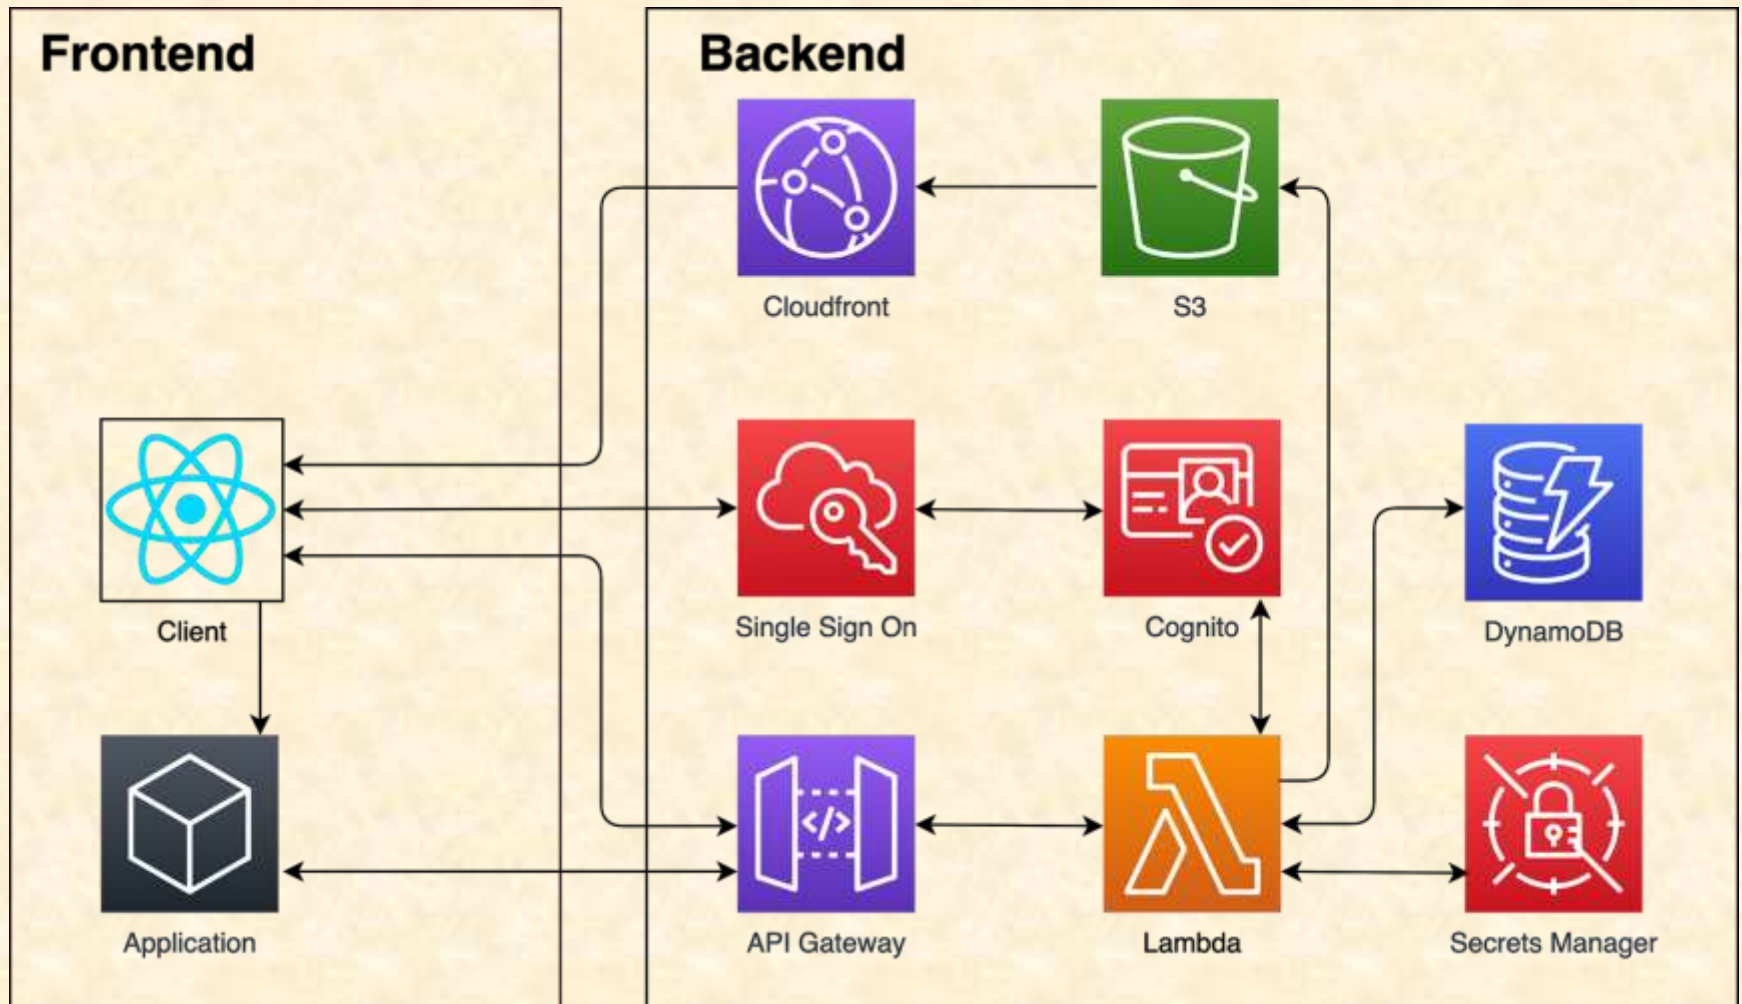 Frontend
Backend
Cloudfront
S3
Client
Single Sign On
Cognito
DynamoDB
Application
</>
API Gateway
Lambda
Secrets Manager